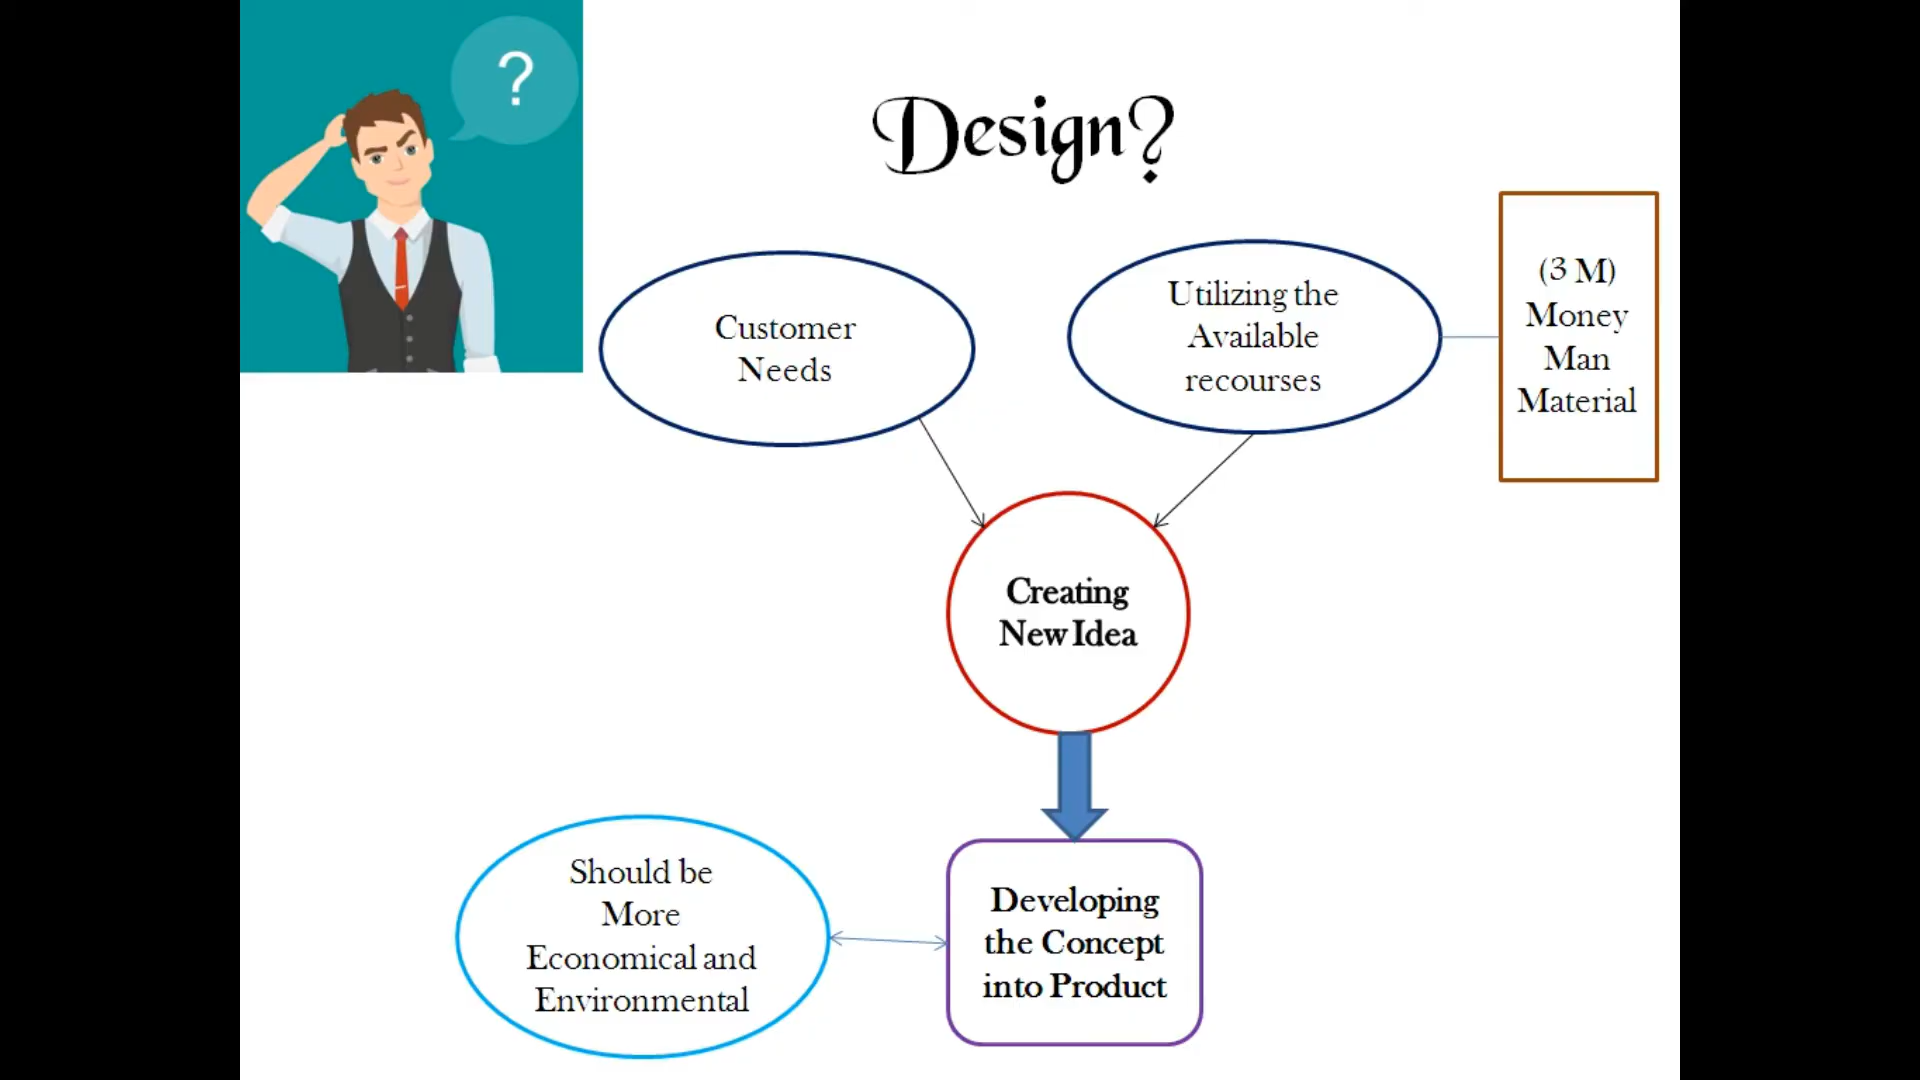 ?
Design?
Customer
Needs
Utilizing the
Available
recourses
(3 M)
Money
Man
Material
Creating
New Idea
Should be
More
Economical and
Environmental
Developing
the Concept
into Product